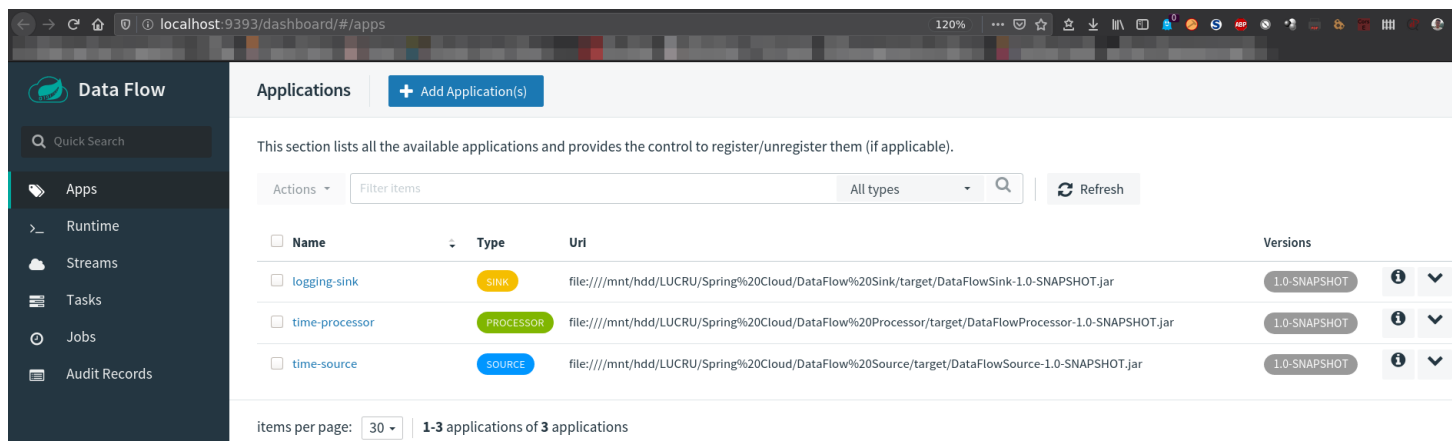 localhost:9393/dashboard/#/apps 120%
Data Flow
Quick Search
Apps
Runtime
Streams
Tasks
Jobs
Audit Records
Applications
Add Application(s)
This section lists all the available applications and provides the control to register/unregister them (if applicable).
Actions Filter items All types Refresh
Name Type Uri Versions
logging-sink SINK file:////mnt/hdd/LUCRU/Spring%20Cloud/DataFlow%20Sink/target/DataFlowSink-1.0-SNAPSHOT.jar 1.0-SNAPSHOT
time-processor PROCESSOR file:////mnt/hdd/LUCRU/Spring%20Cloud/DataFlow%20Processor/target/DataFlowProcessor-1.0-SNAPSHOT.jar 1.0-SNAPSHOT
time-source SOURCE file:////mnt/hdd/LUCRU/Spring%20Cloud/DataFlow%20Source/target/DataFlowSource-1.0-SNAPSHOT.jar 1.0-SNAPSHOT
items per page: 30 1-3 applications of 3 applications